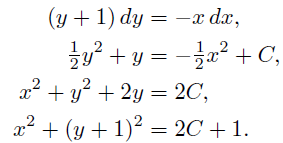 (y + 1) dy = −x dx,
½y² + y = −½x² + C,
x² + y² + 2y = 2C,
x² + (y + 1)² = 2C + 1.